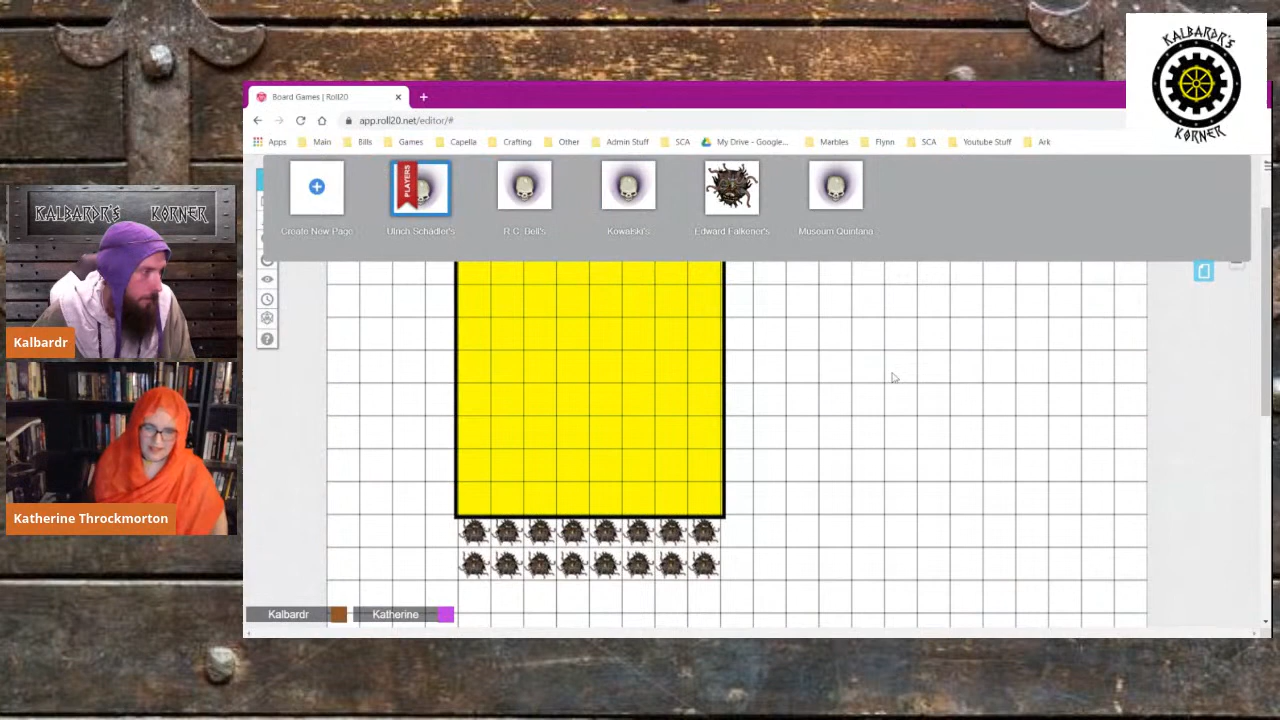 KALBARDR'S
KORNER
Board Games | Roll20
app.roll20.net/editor/#
Apps Main Bills Games Capella Crafting Other Admin Stuff SCA My Drive - Google... Marbles Flynn SCA Youtube Stuff Ark
PLAYERS
Create New Page Ulrich Schädler's R.C. Bell's Kowalski's Edward Falkener's Museum Quintana
KALBARDR'S KORNER
Kalbardr
Katherine Throckmorton
Kalbardr Katherine